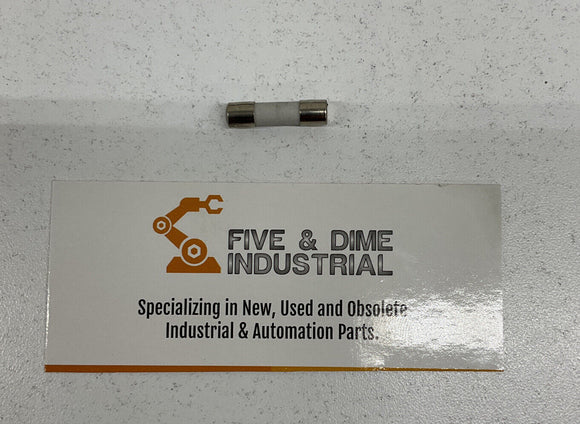 FIVE & DIME
INDUSTRIAL
Specializing in New, Used and Obsolete
Industrial & Automation Parts.